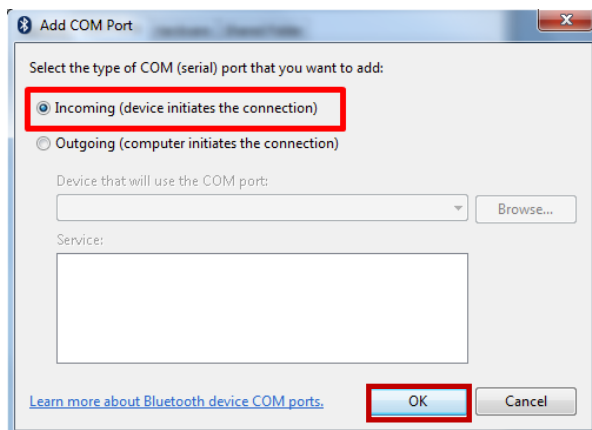 Add COM Port
Select the type of COM (serial) port that you want to add:
Incoming (device initiates the connection)
Outgoing (computer initiates the connection)
Device that will use the COM port:
Browse...
Service:
Learn more about Bluetooth device COM ports.
OK Cancel